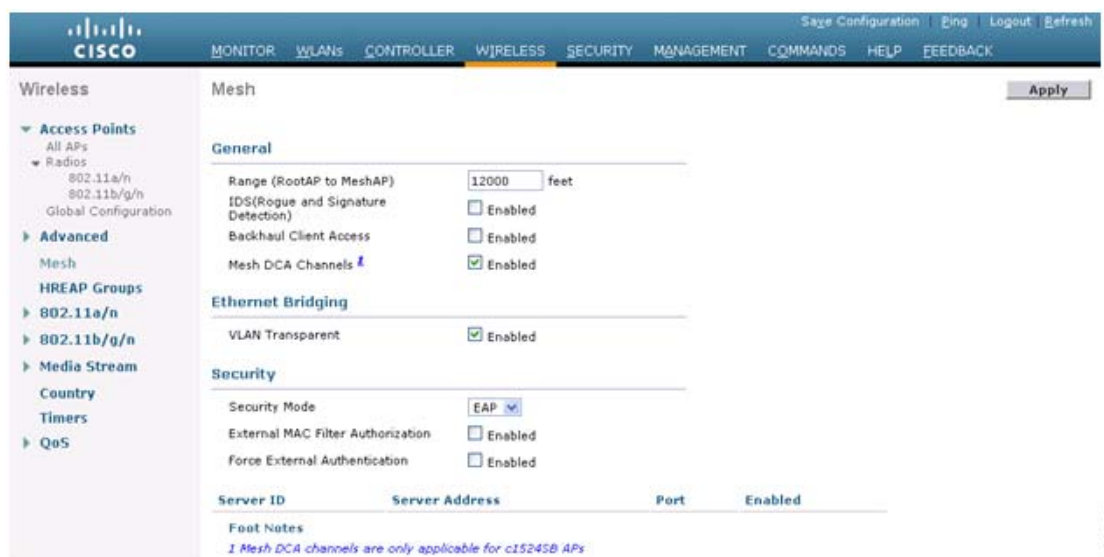 Save Configuration Ping Logout Refresh
CISCO
MONITOR WLANs CONTROLLER WIRELESS SECURITY MANAGEMENT COMMANDS HELP FEEDBACK
Wireless
Access Points
All APs
Radios
802.11a/n
802.11b/g/n
Global Configuration
Advanced
Mesh
HREAP Groups
802.11a/n
802.11b/g/n
Media Stream
Country
Timers
QoS
Mesh
Apply
General
Range (RootAP to MeshAP) 12000 feet
IDS(Rogue and Signature
Detection) Enabled
Backhaul Client Access Enabled
Mesh DCA Channels 1 Enabled
Ethernet Bridging
VLAN Transparent Enabled
Security
Security Mode EAP
External MAC Filter Authorization Enabled
Force External Authentication Enabled
Server ID Server Address Port Enabled
Foot Notes
1 Mesh DCA channels are only applicable for c1524SB APs